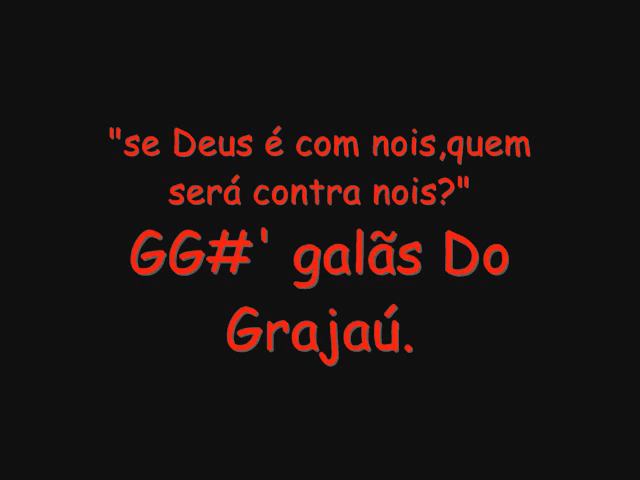 "se Deus é com nois,quem
será contra nois?"
GG#' galãs Do
Grajaú.